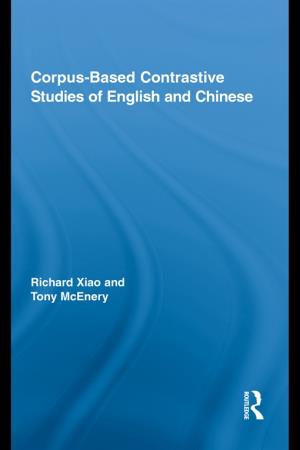 Corpus-Based Contrastive
Studies of English and Chinese
Richard Xiao and
Tony McEnery
ROUTLEDGE